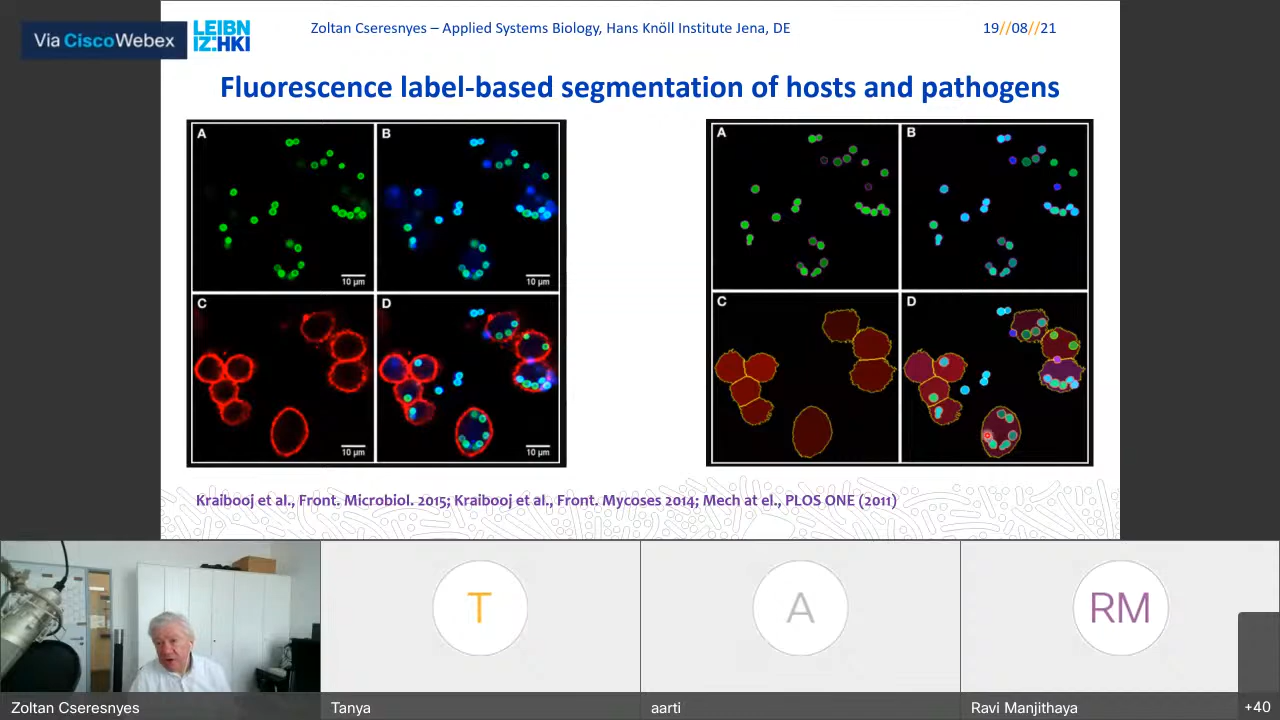 Via CiscoWebex
LEIBN
IZ:HKI
Zoltan Cseresnyes – Applied Systems Biology, Hans Knöll Institute Jena, DE
19//08//21
Fluorescence label-based segmentation of hosts and pathogens
A
B
10 µm
10 µm
C
D
10 µm
10 µm
A
B
C
D
Kraibooj et al., Front. Microbiol. 2015; Kraibooj et al., Front. Mycoses 2014; Mech at el., PLOS ONE (2011)
T
A
RM
Zoltan Cseresnyes
Tanya
aarti
Ravi Manjithaya
+40